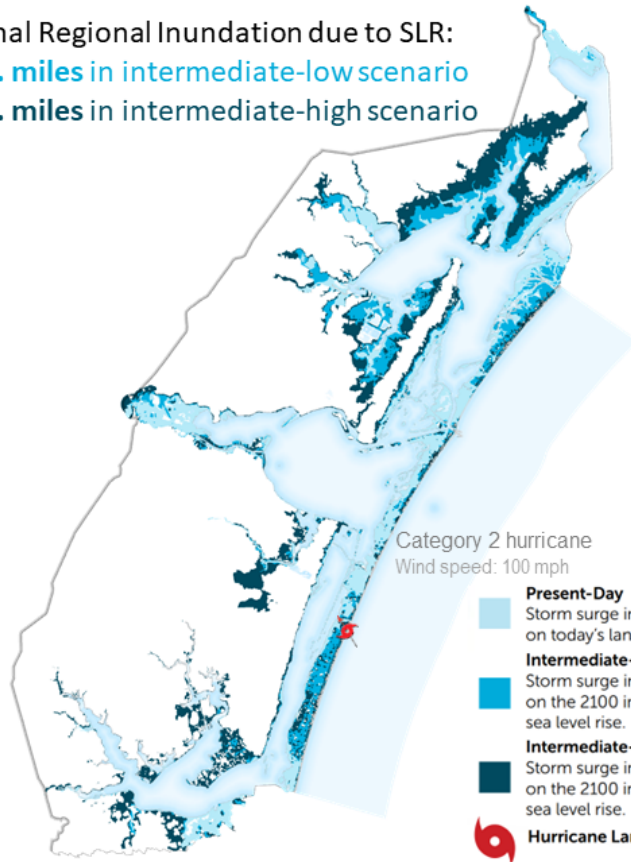 nal Regional Inundation due to SLR:
. miles in intermediate-low scenario
. miles in intermediate-high scenario
Category 2 hurricane
Wind speed: 100 mph
Present-Day
Storm surge in
on today's lan
Intermediate-
Storm surge in
on the 2100 in
sea level rise.
Intermediate-
Storm surge in
on the 2100 in
sea level rise.
Hurricane Lan